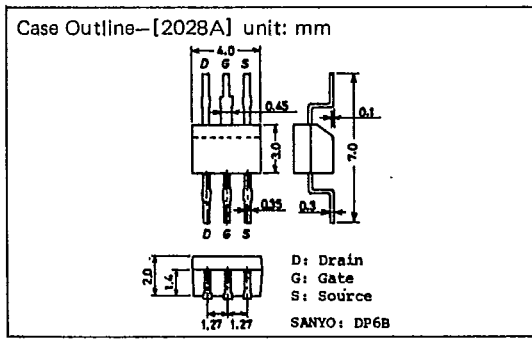 Case Outline—[2028A] unit: mm
4.0
D G S
0.45
0.1
3.0
7.0
0.35
0.3
D G S
2.0
1.4
1.27 1.27
D: Drain
G: Gate
S: Source
SANYO: DP6B